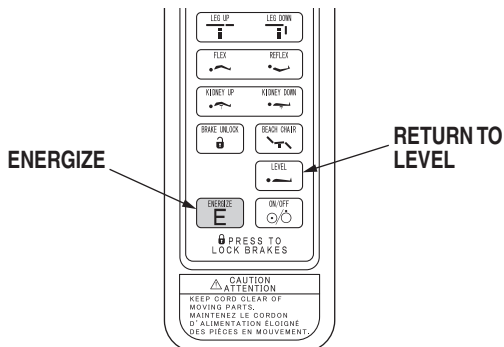 LEG UP LEG DOWN
FLEX REFLEX
KIDNEY UP KIDNEY DOWN
BRAKE UNLOCK BEACH CHAIR
RETURN TO
LEVEL
ENERGIZE
LEVEL
ENERGIZE ON/OFF
E
PRESS TO
LOCK BRAKES
CAUTION
ATTENTION
KEEP CORD CLEAR OF
MOVING PARTS.
MAINTENEZ LE CORDON
D'ALIMENTATION ÉLOIGNÉ
DES PIÈCES EN MOUVEMENT.